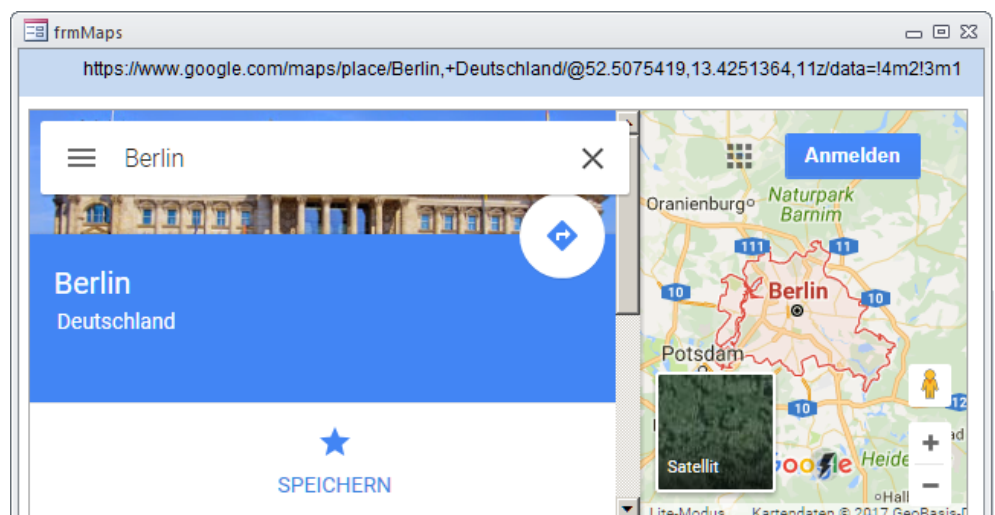 frmMaps
https://www.google.com/maps/place/Berlin,+Deutschland/@52.5075419,13.4251364,11z/data=!4m2!3m1
Berlin
Anmelden
Berlin
Deutschland
SPEICHERN
Oranienburg
Naturpark
Barnim
111
11
10
Berlin
10
Potsdam
10
12
Satellit
Google
Heide
Hall
Lite-Modus
Kartendaten © 2017 GeoBasis-D